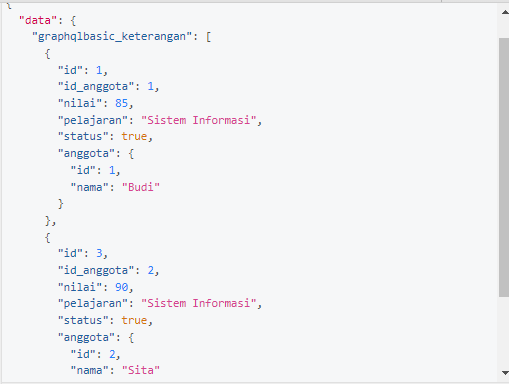 {
"data": {
"graphqlbasic_keterangan": [
{
"id": 1,
"id_anggota": 1,
"nilai": 85,
"pelajaran": "Sistem Informasi",
"status": true,
"anggota": {
"id": 1,
"nama": "Budi"
}
},
{
"id": 3,
"id_anggota": 2,
"nilai": 90,
"pelajaran": "Sistem Informasi",
"status": true,
"anggota": {
"id": 2,
"nama": "Sita"